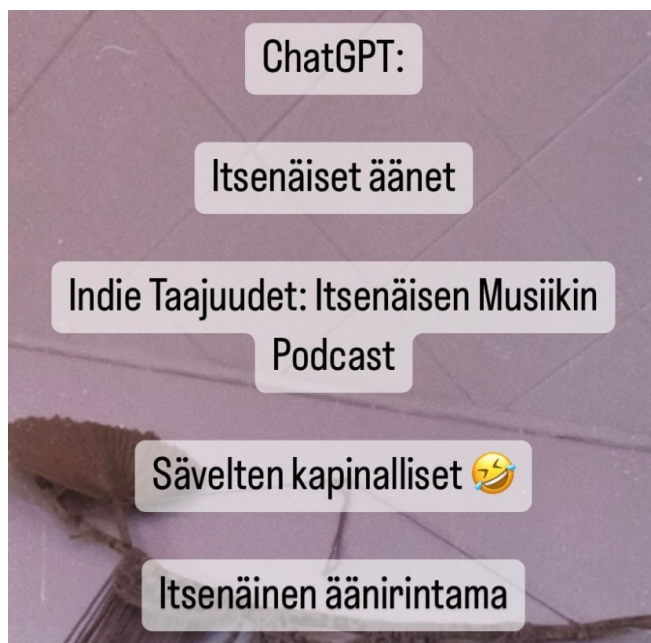 ChatGPT:
Itsenäiset äänet
Indie Taajuudet: Itsenäisen Musiikin
Podcast
Sävelten kapinalliset 🤣
Itsenäinen äänirintama